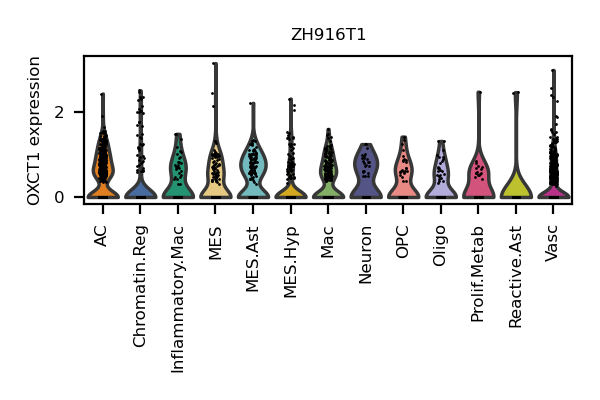 ZH916T1
OXCT1 expression
2
0
AC
Chromatin.Reg
Inflammatory.Mac
MES
MES.Ast
MES.Hyp
Mac
Neuron
OPC
Oligo
Prolif.Metab
Reactive.Ast
Vasc